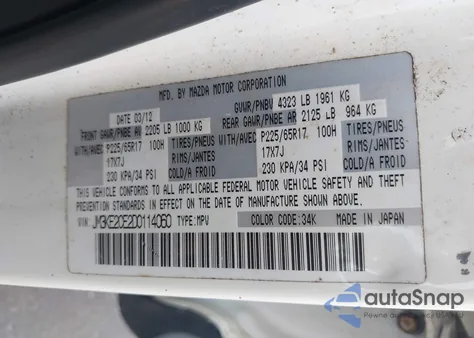 MFD. BY MAZDA MOTOR CORPORATION
DATE 03/12 GVWR/PNBV 4323 LB 1961 KG
FRONT GAWR/PNBE AV 2205 LB 1000 KG REAR GAWR/PNBE AR 2125 LB 964 KG
WITH/AVEC P225/65R17 100H TIRES/PNEUS WITH/AVEC P225/65R17 100H TIRES/PNEUS
17X7J RIMS/JANTES 17X7J RIMS/JANTES
230 KPA/34 PSI COLD/A FROID 230 KPA/34 PSI COLD/A FROID
THIS VEHICLE CONFORMS TO ALL APPLICABLE FEDERAL MOTOR VEHICLE SAFETY, BUMPER, AND THEFT
PREVENTION STANDARDS IN EFFECT ON THE DATE OF MANUFACTURE SHOWN ABOVE.
VIN: JM3KE2CE2D0114060 TYPE: MPV COLOR CODE: 34K MADE IN JAPAN
autoSnap